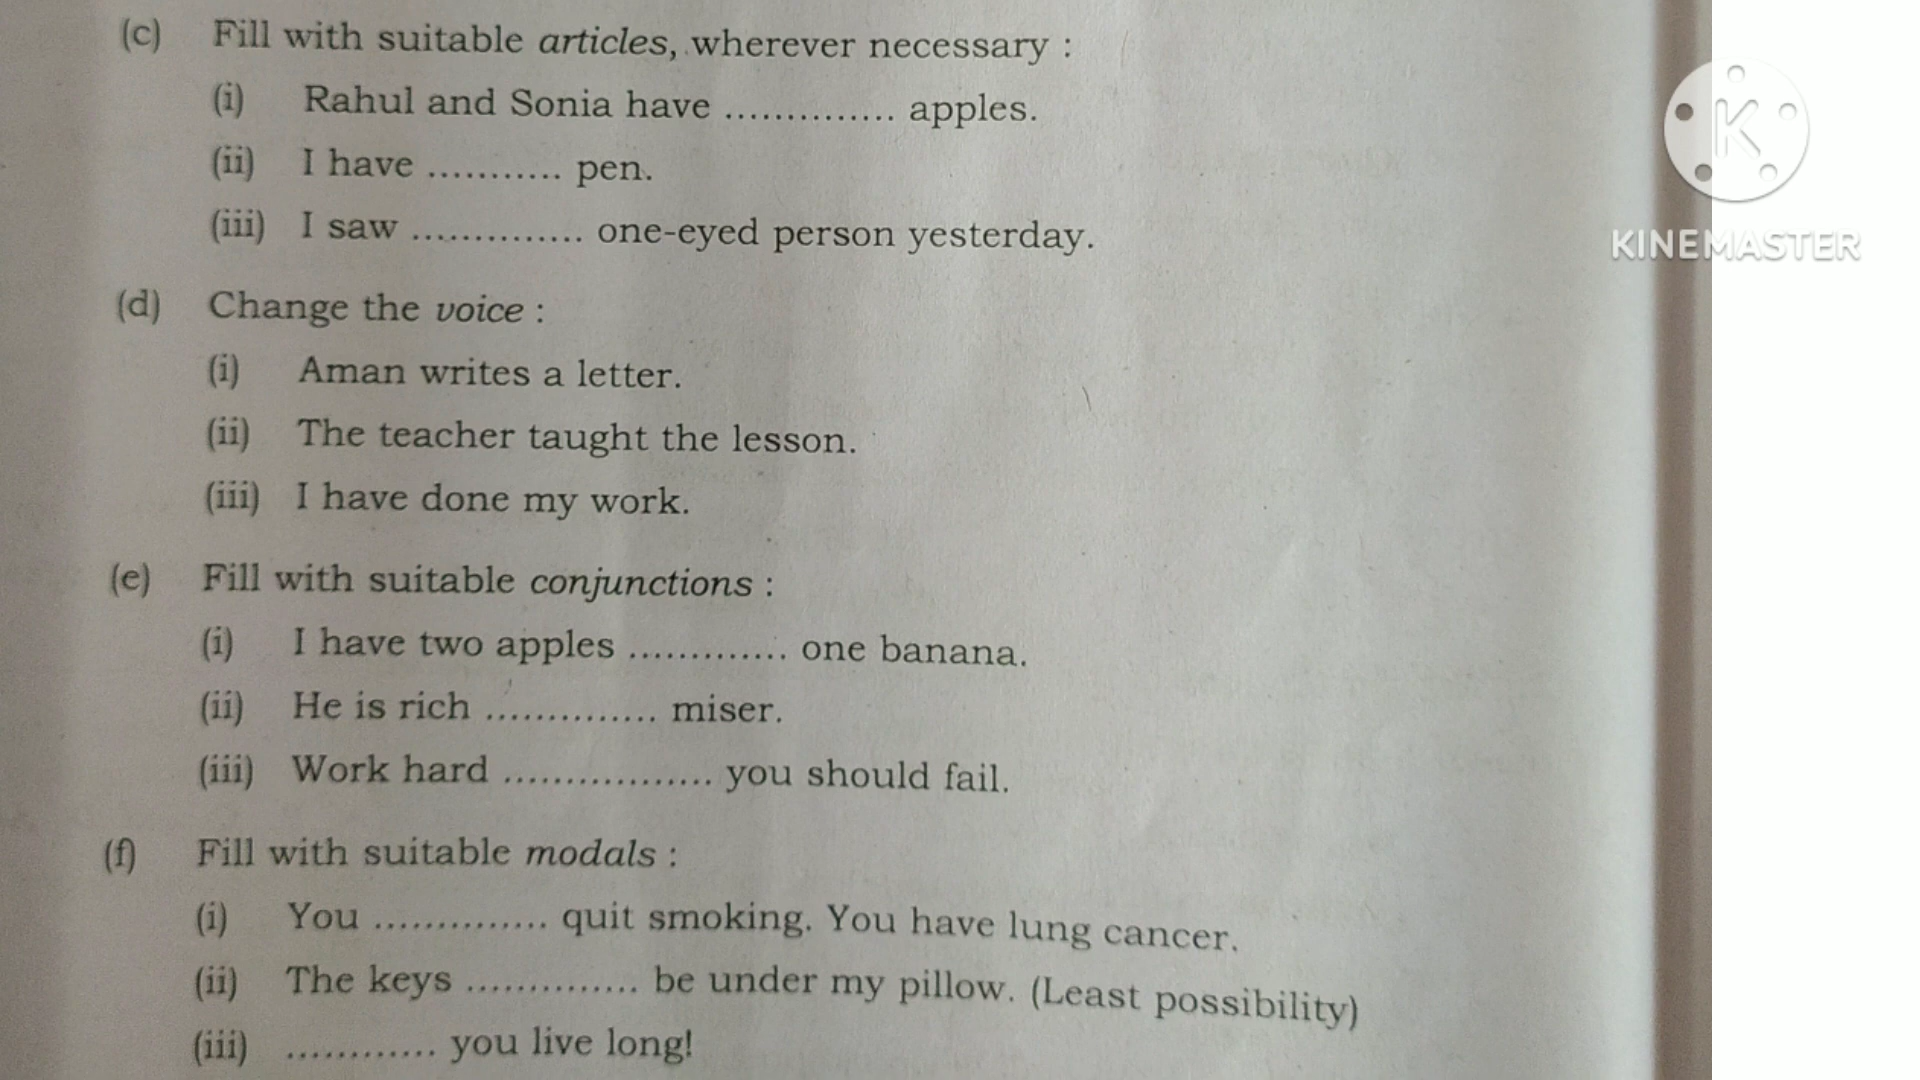 (c) Fill with suitable articles, wherever necessary :
(i) Rahul and Sonia have .............. apples.
(ii) I have ........... pen.
(iii) I saw .............. one-eyed person yesterday.
(d) Change the voice :
(i) Aman writes a letter.
(ii) The teacher taught the lesson.
(iii) I have done my work.
(e) Fill with suitable conjunctions :
(i) I have two apples ............. one banana.
(ii) He is rich .............. miser.
(iii) Work hard ................. you should fail.
(f) Fill with suitable modals :
(i) You .............. quit smoking. You have lung cancer.
(ii) The keys .............. be under my pillow. (Least possibility)
(iii) ............ you live long!
K
KINEMASTER